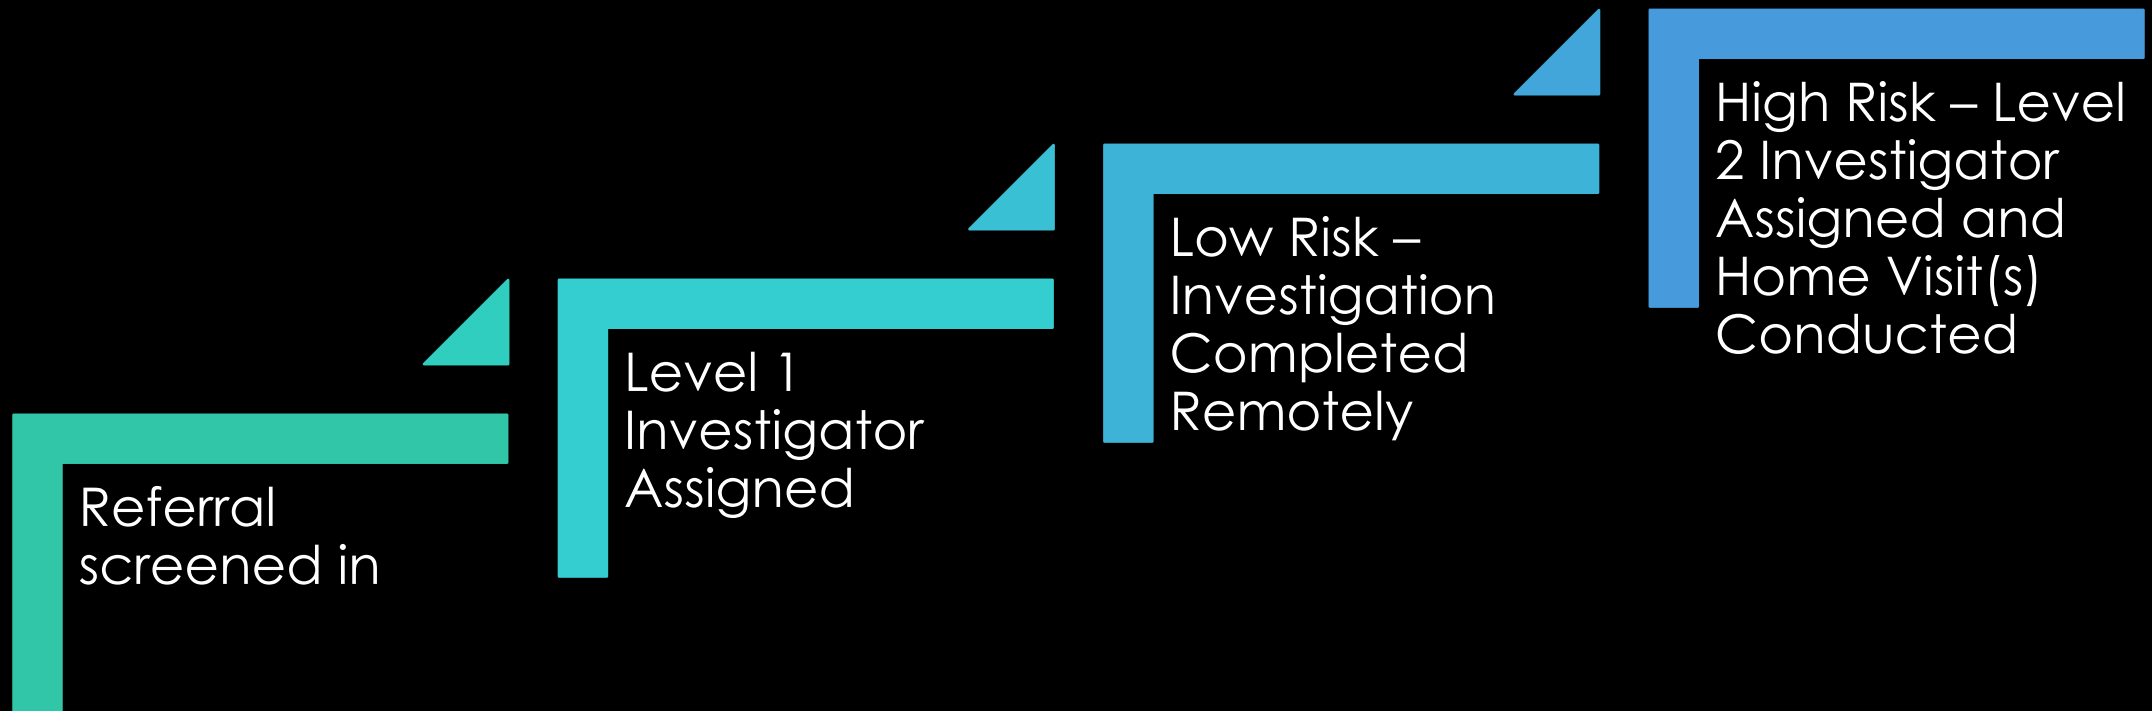 Referral
screened in
Level 1
Investigator
Assigned
Low Risk –
Investigation
Completed
Remotely
High Risk – Level
2 Investigator
Assigned and
Home Visit(s)
Conducted